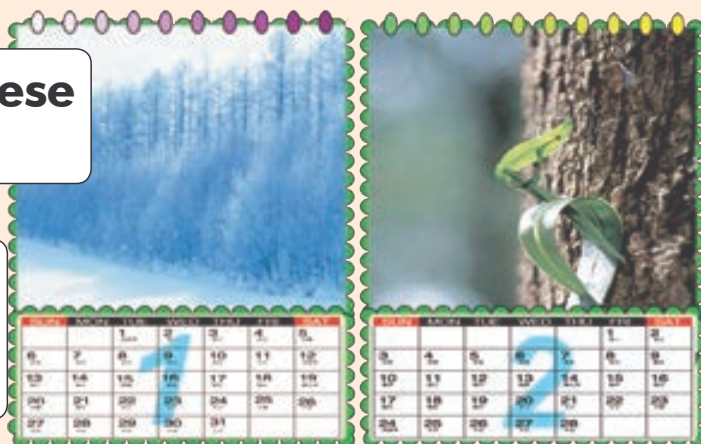 ese
SUN MON TUE WED THU FRI SAT
1 2 3 4 5
6 7 8 9 10 11 12
13 14 15 16 17 18 19
20 21 22 23 24 25 26
27 28 29 30 31
1
SUN MON TUE WED THU FRI SAT
1 2
3 4 5 6 7 8 9
10 11 12 13 14 15 16
17 18 19 20 21 22 23
24 25 26 27 28
2